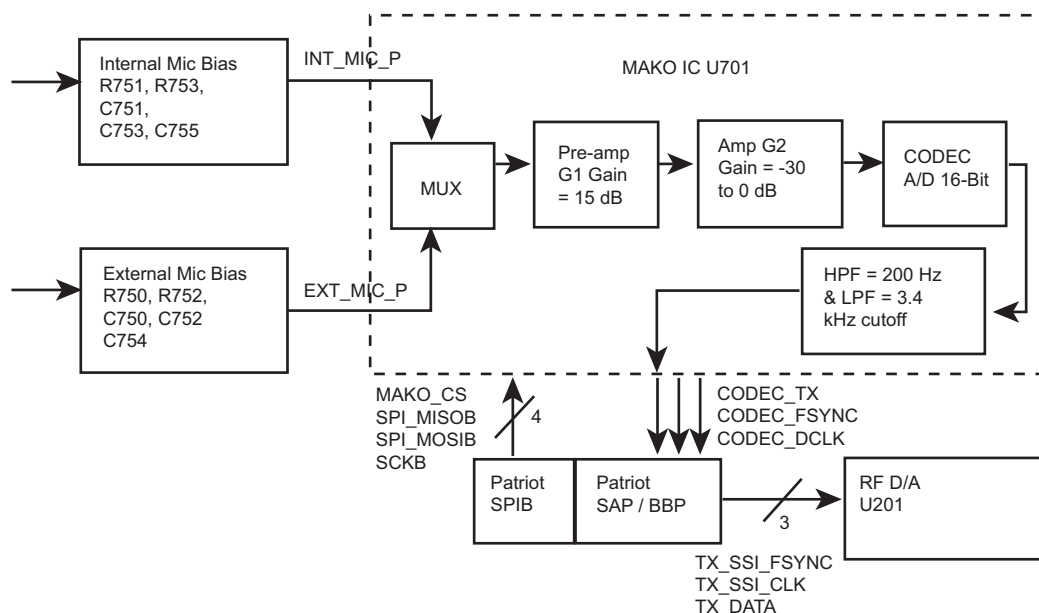 Internal Mic Bias
R751, R753,
C751,
C753, C755
INT_MIC_P
MAKO IC U701
MUX
Pre-amp
G1 Gain
= 15 dB
Amp G2
Gain = -30
to 0 dB
CODEC
A/D 16-Bit
External Mic Bias
R750, R752,
C750, C752
C754
EXT_MIC_P
HPF = 200 Hz
& LPF = 3.4
kHz cutoff
MAKO_CS
SPI_MISOB
SPI_MOSIB
SCKB
4
CODEC_TX
CODEC_FSYNC
CODEC_DCLK
Patriot
SPIB
Patriot
SAP / BBP
3
RF D/A
U201
TX_SSI_FSYNC
TX_SSI_CLK
TX_DATA